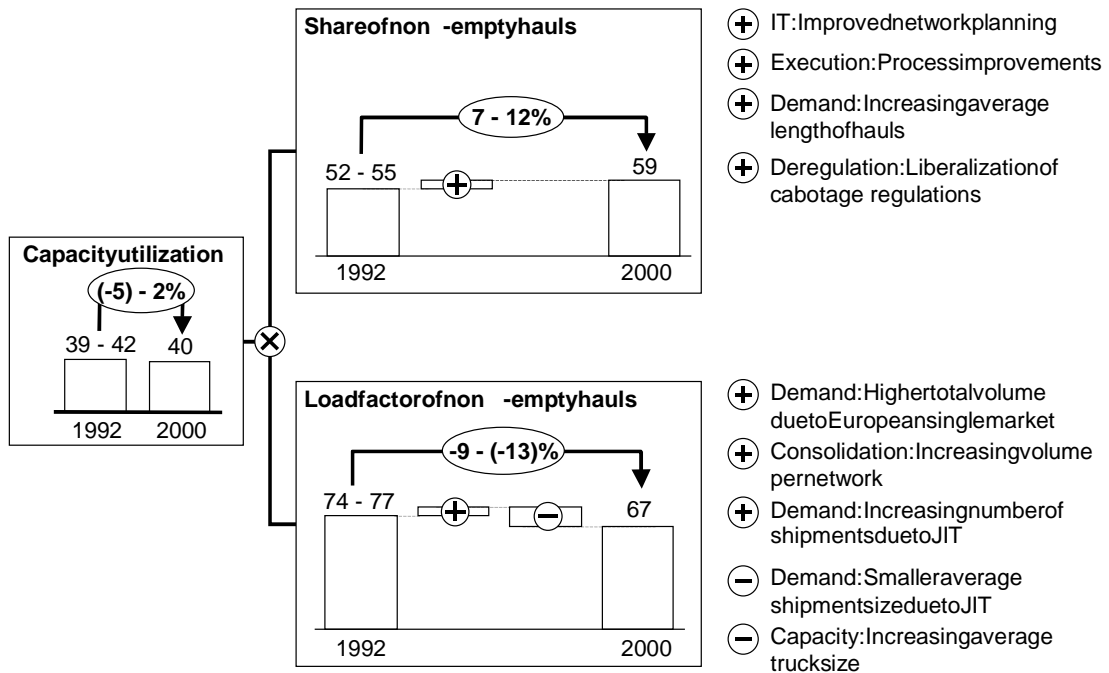 Shareofnon -emptyhauls
7 - 12%
52 - 55
59
1992
2000
+ IT:Improvednetworkplanning
+ Execution:Processimprovements
+ Demand:Increasingaverage
lengthofhauls
+ Deregulation:Liberalizationof
cabotage regulations
Capacityutilization
(-5) - 2%
39 - 42
40
1992
2000
×
Loadfactorofnon -emptyhauls
-9 - (-13)%
74 - 77
67
1992
2000
+ Demand:Highertotalvolume
duetoEuropeansinglemarket
+ Consolidation:Increasingvolume
pernetwork
+ Demand:Increasingnumberof
shipmentsduetoJIT
− Demand:Smalleraverage
shipmentsizeduetoJIT
− Capacity:Increasingaverage
trucksize